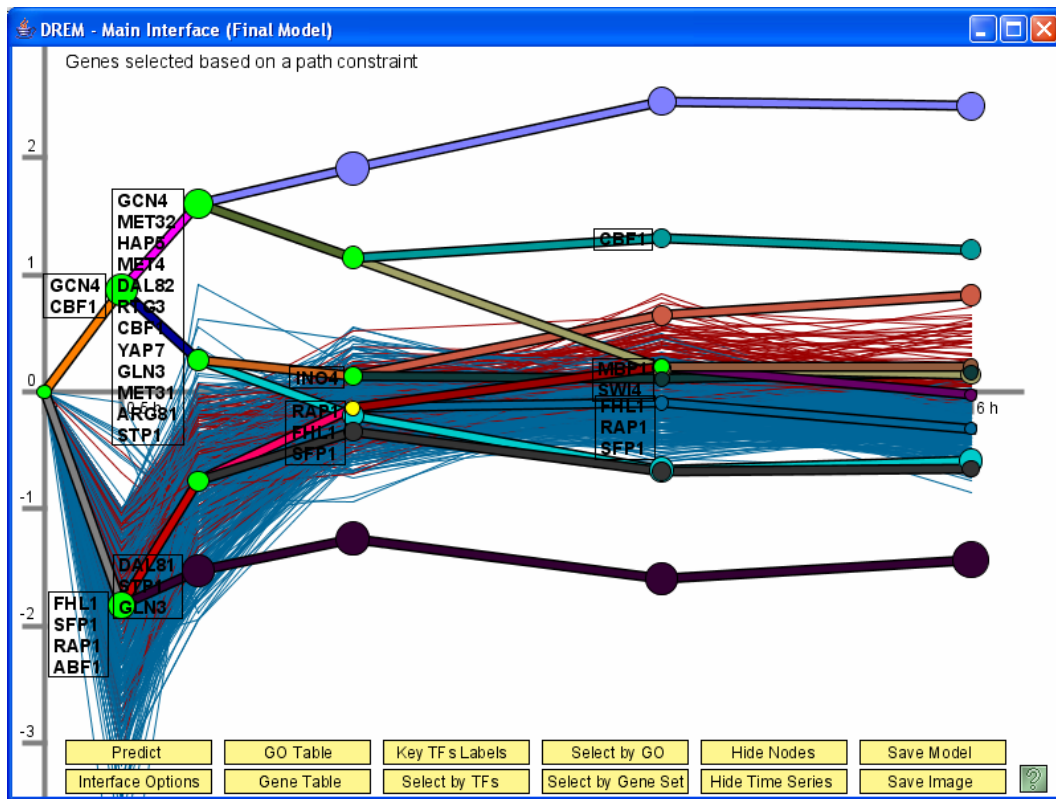 DREM - Main Interface (Final Model)
Genes selected based on a path constraint
2
1
0
-1
-2
-3
GCN4
CBF1
GCN4
MET32
HAP5
MET4
DAL82
RTG3
CBF1
YAP7
GLN3
MET31
ARG81
STP1
0.5 h
FHL1
SFP1
RAP1
ABF1
DAL81
STP1
GLN3
INO4
RAP1
FHL1
SFP1
CBF1
MBP1
SWI4
FHL1
RAP1
SFP1
6 h
Predict
GO Table
Key TFs Labels
Select by GO
Hide Nodes
Save Model
Interface Options
Gene Table
Select by TFs
Select by Gene Set
Hide Time Series
Save Image
?